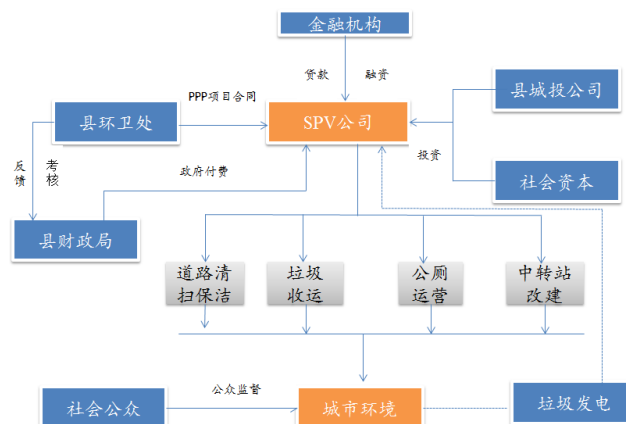 金融机构
贷款 融资
PPP项目合同
县环卫处
SPV公司
县城投公司
投资
反馈
考核
政府付费
社会资本
县财政局
道路清
扫保洁
垃圾
收运
公厕
运营
中转站
改建
公众监督
社会公众
城市环境
垃圾发电